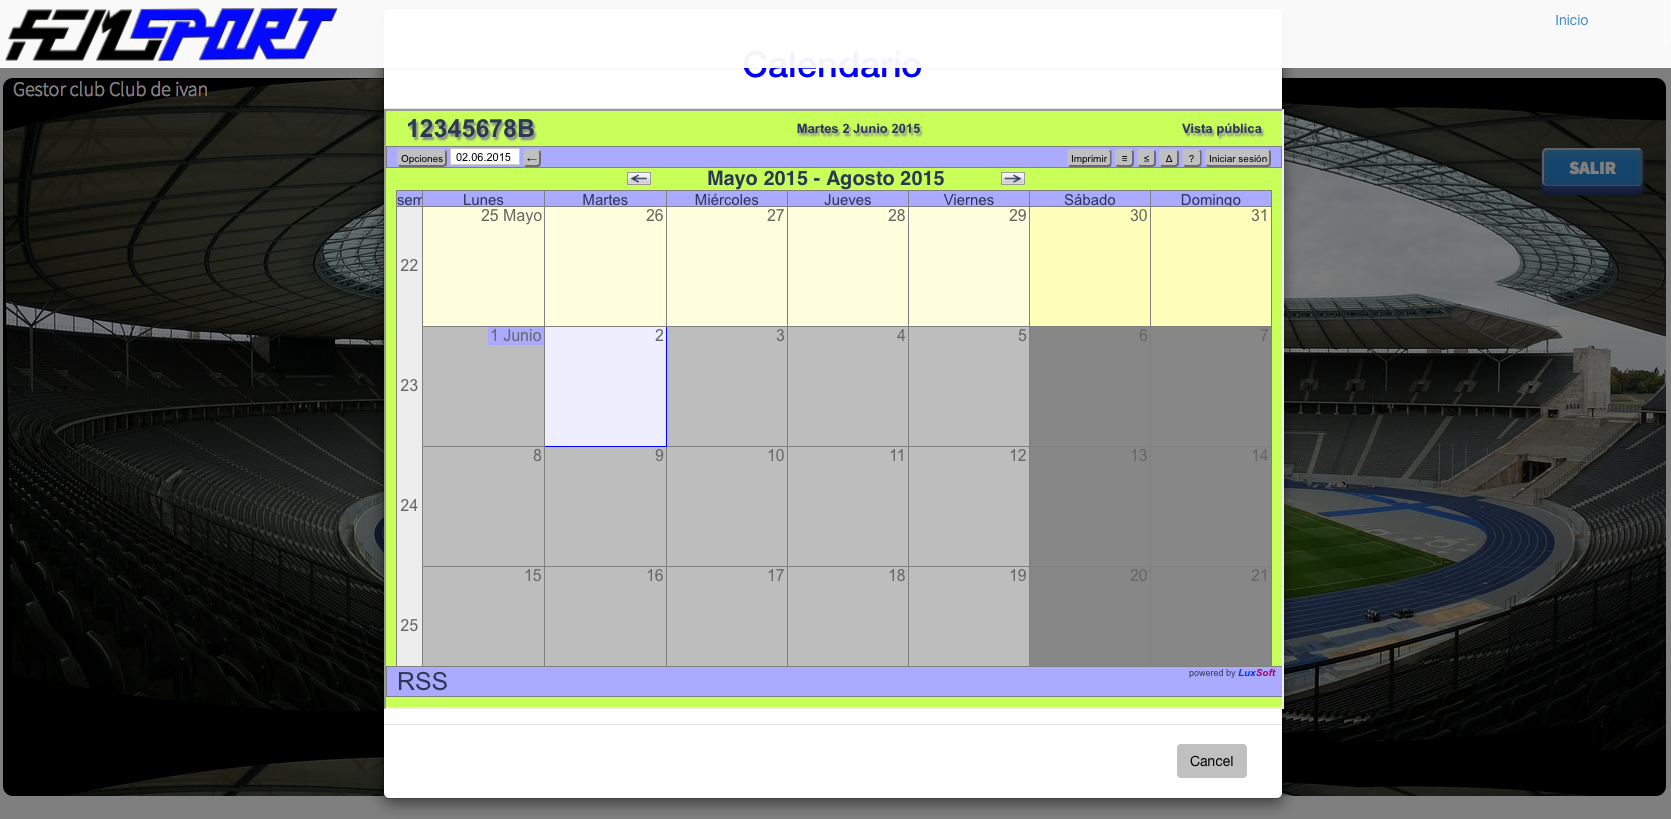 FEMSPORT
Inicio
Gestor club Club de ivan
Calendario
12345678B Martes 2 Junio 2015 Vista pública
Opciones 02.06.2015 ← Imprimir ≡ ≤ Δ ? Iniciar sesión
SALIR
← Mayo 2015 - Agosto 2015 →
sem Lunes Martes Miércoles Jueves Viernes Sábado Domingo
25 Mayo 26 27 28 29 30 31
22
1 Junio 2 3 4 5 6 7
23
8 9 10 11 12 13 14
24
15 16 17 18 19 20 21
25
RSS powered by LuxSoft
Cancel